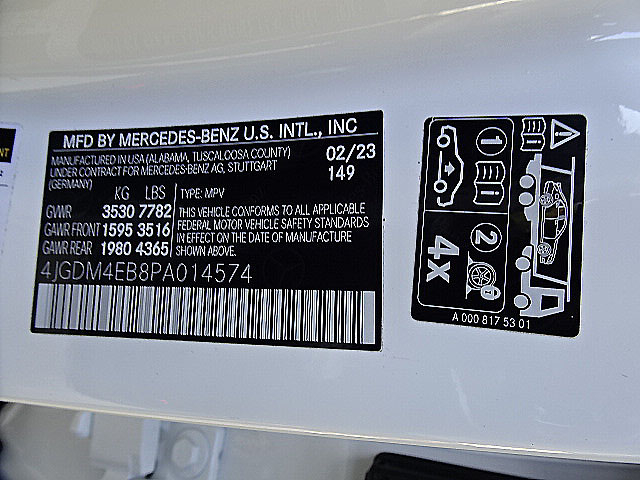 MFD BY MERCEDES-BENZ U.S. INTL., INC
MANUFACTURED IN USA (ALABAMA, TUSCALOOSA COUNTY)
UNDER CONTRACT FOR MERCEDES-BENZ AG, STUTTGART
(GERMANY)
02/23
149
KG LBS
GVWR 3530 7782
GAWR FRONT 1595 3516
GAWR REAR 1980 4365
TYPE: MPV
THIS VEHICLE CONFORMS TO ALL APPLICABLE
FEDERAL MOTOR VEHICLE SAFETY STANDARDS
IN EFFECT ON THE DATE OF MANUFACTURE
SHOWN ABOVE.
4JGDM4EB8PA014574
1
2
4x
A 000 817 53 01